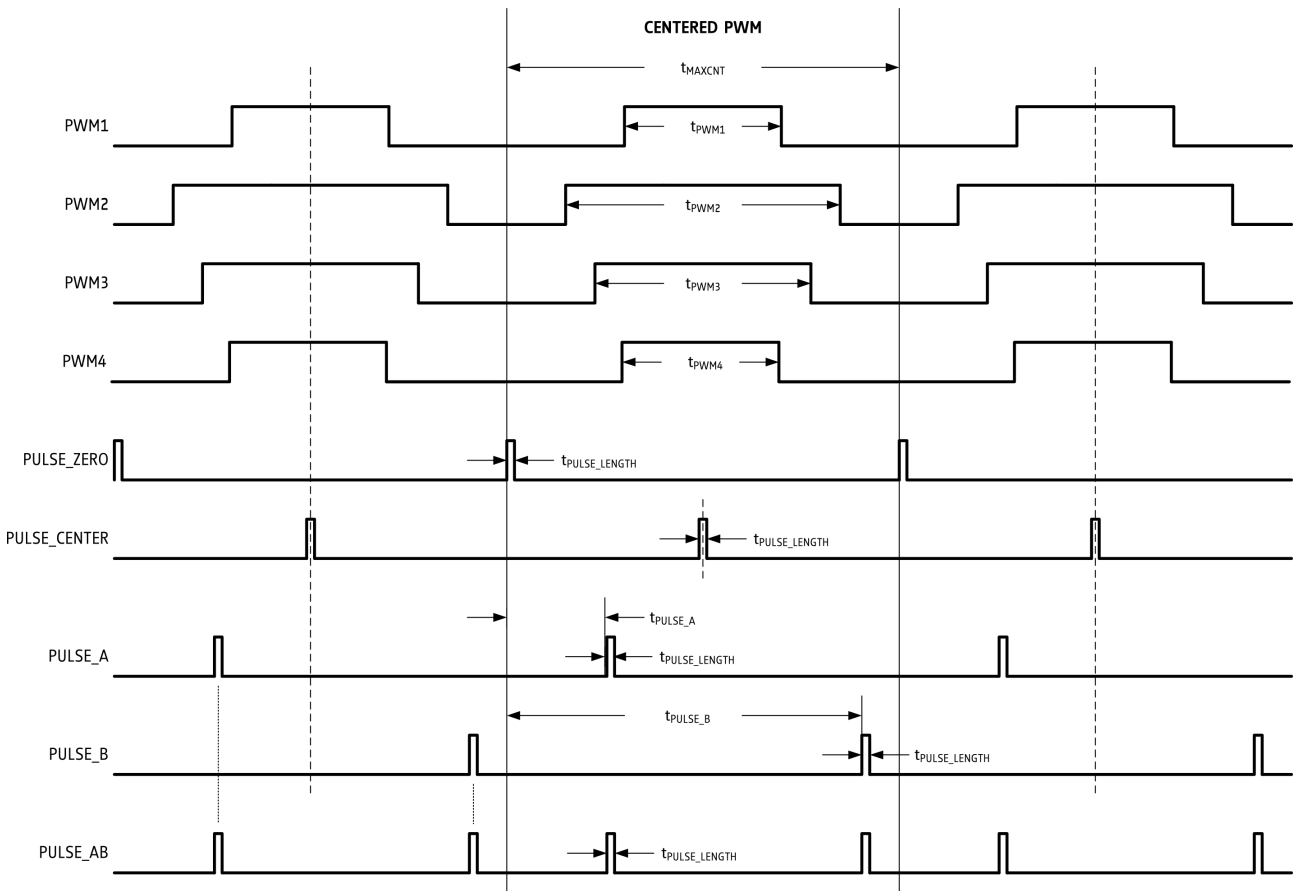 CENTERED PWM
tMAXCNT
PWM1
tPWM1
PWM2
tPWM2
PWM3
tPWM3
PWM4
tPWM4
PULSE_ZERO
tPULSE_LENGTH
PULSE_CENTER
tPULSE_LENGTH
tPULSE_A
PULSE_A
tPULSE_LENGTH
tPULSE_B
PULSE_B
tPULSE_LENGTH
PULSE_AB
tPULSE_LENGTH